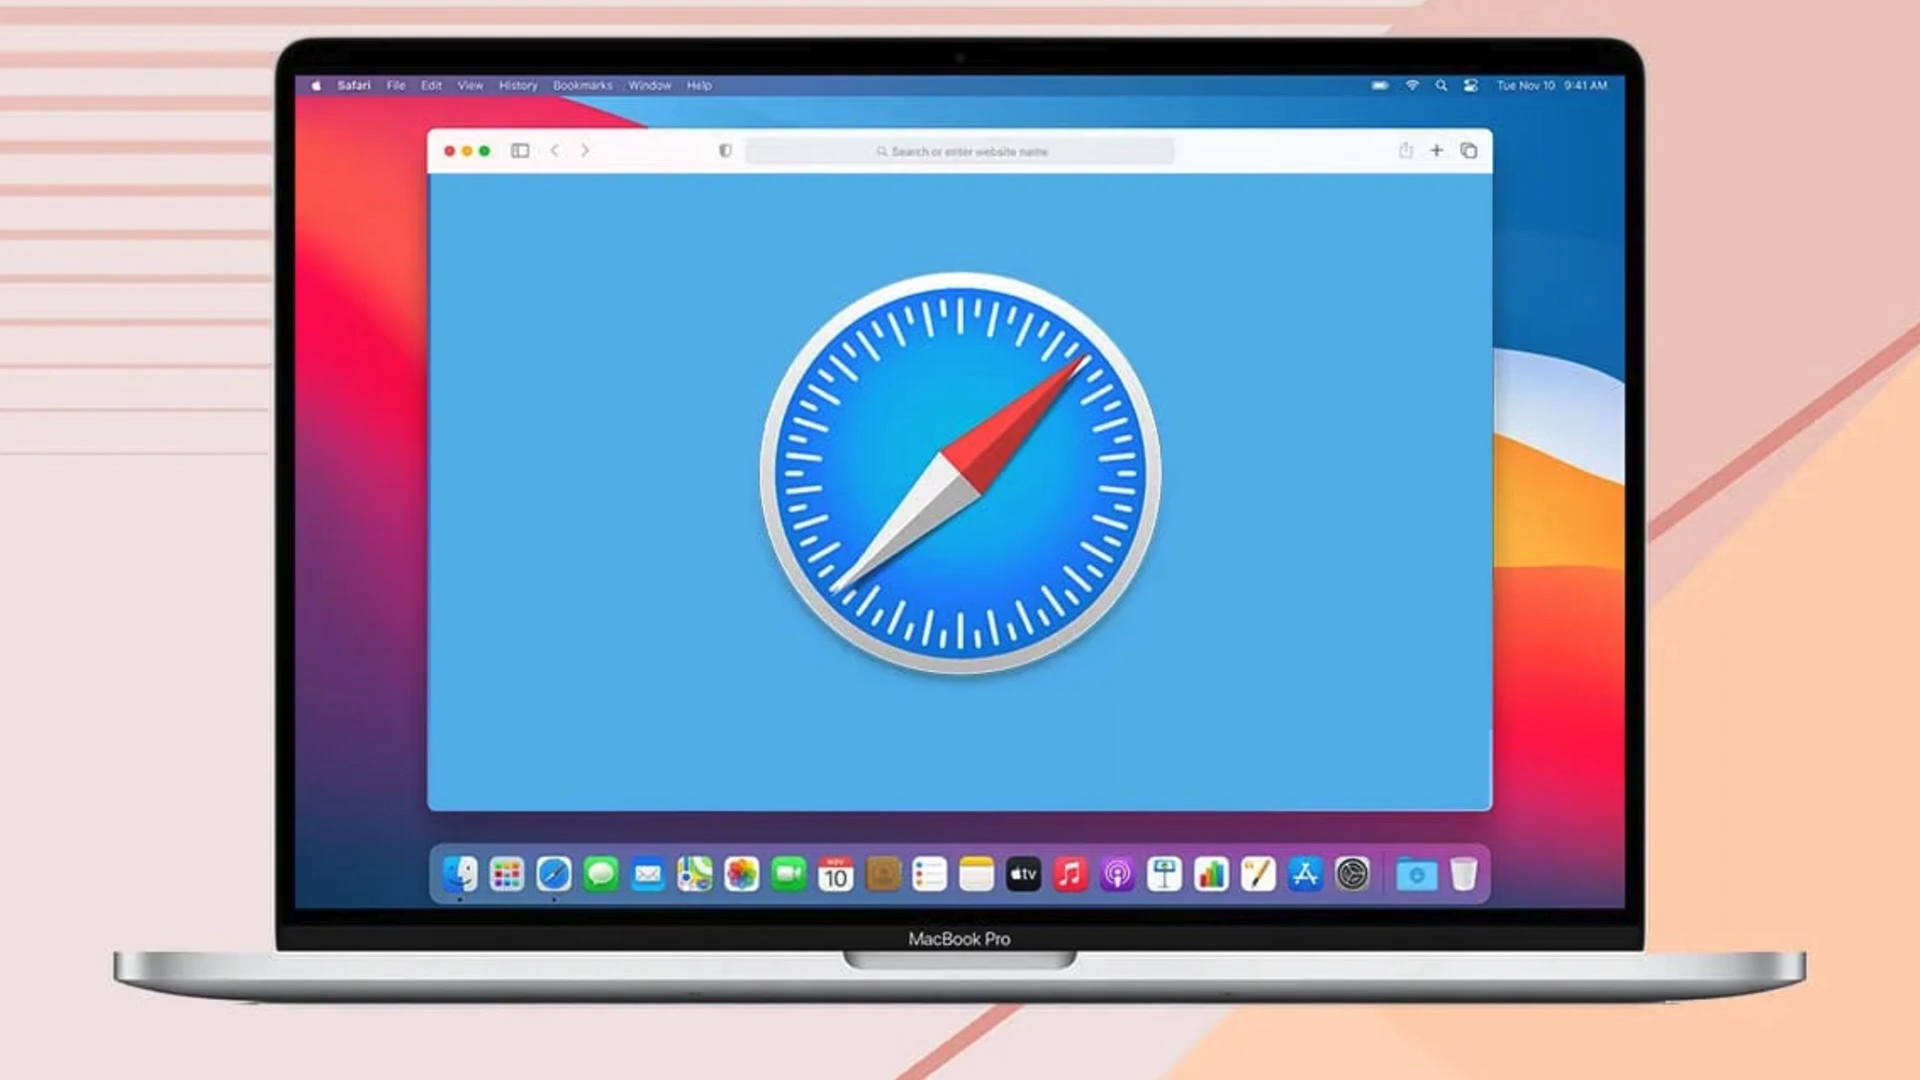 Safari File Edit View History Bookmarks Window Help
Tue Nov 10 9:41 AM
Search or enter website name
NOV
10
tv
MacBook Pro